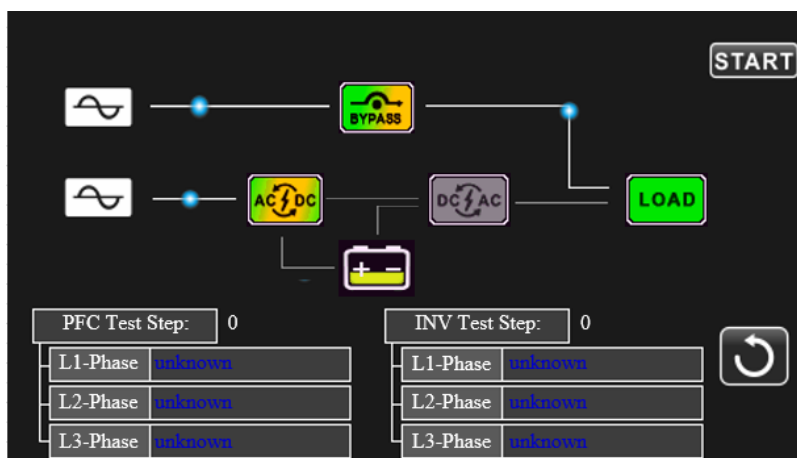 START
BYPASS
AC DC
DC AC
LOAD
+ −
PFC Test Step: 0
INV Test Step: 0
L1-Phase unknown
L1-Phase unknown
L2-Phase unknown
L2-Phase unknown
L3-Phase unknown
L3-Phase unknown